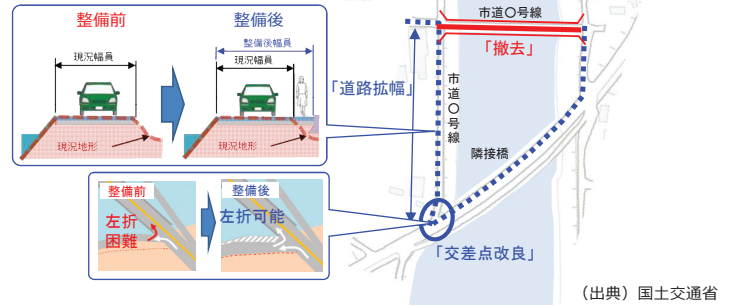 整備前
整備後
整備後幅員
現況幅員
現況幅員
現況地形
現況地形
「道路拡幅」
市道〇号線
「撤去」
市道〇号線
隣接橋
整備前
整備後
左折
困難
左折可能
「交差点改良」
（出典）国土交通省